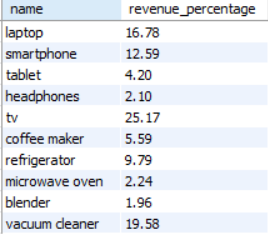 name revenue_percentage
laptop 16.78
smartphone 12.59
tablet 4.20
headphones 2.10
tv 25.17
coffee maker 5.59
refrigerator 9.79
microwave oven 2.24
blender 1.96
vacuum cleaner 19.58